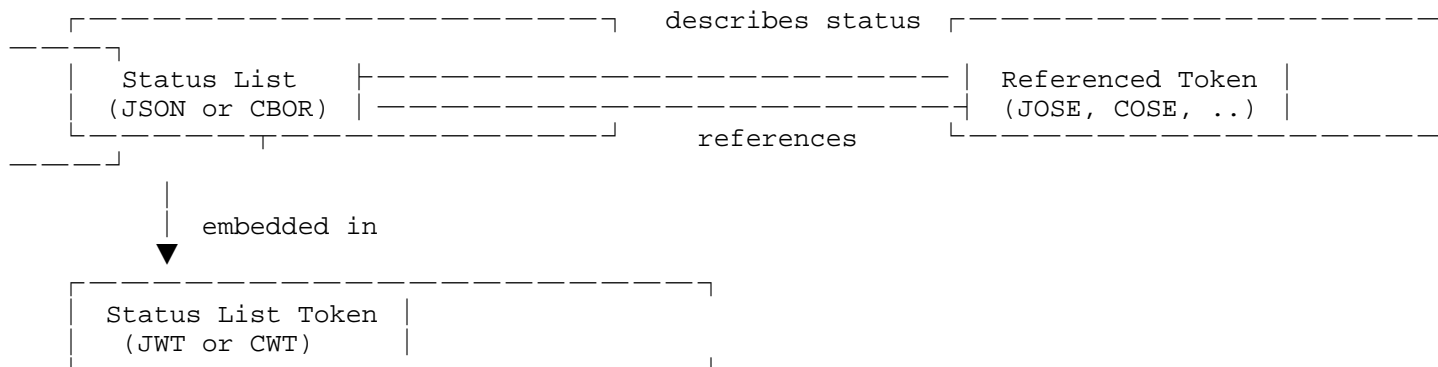 describes status
Status List
Referenced Token
(JSON or CBOR)
(JOSE, COSE, ..)
references
embedded in
Status List Token
(JWT or CWT)